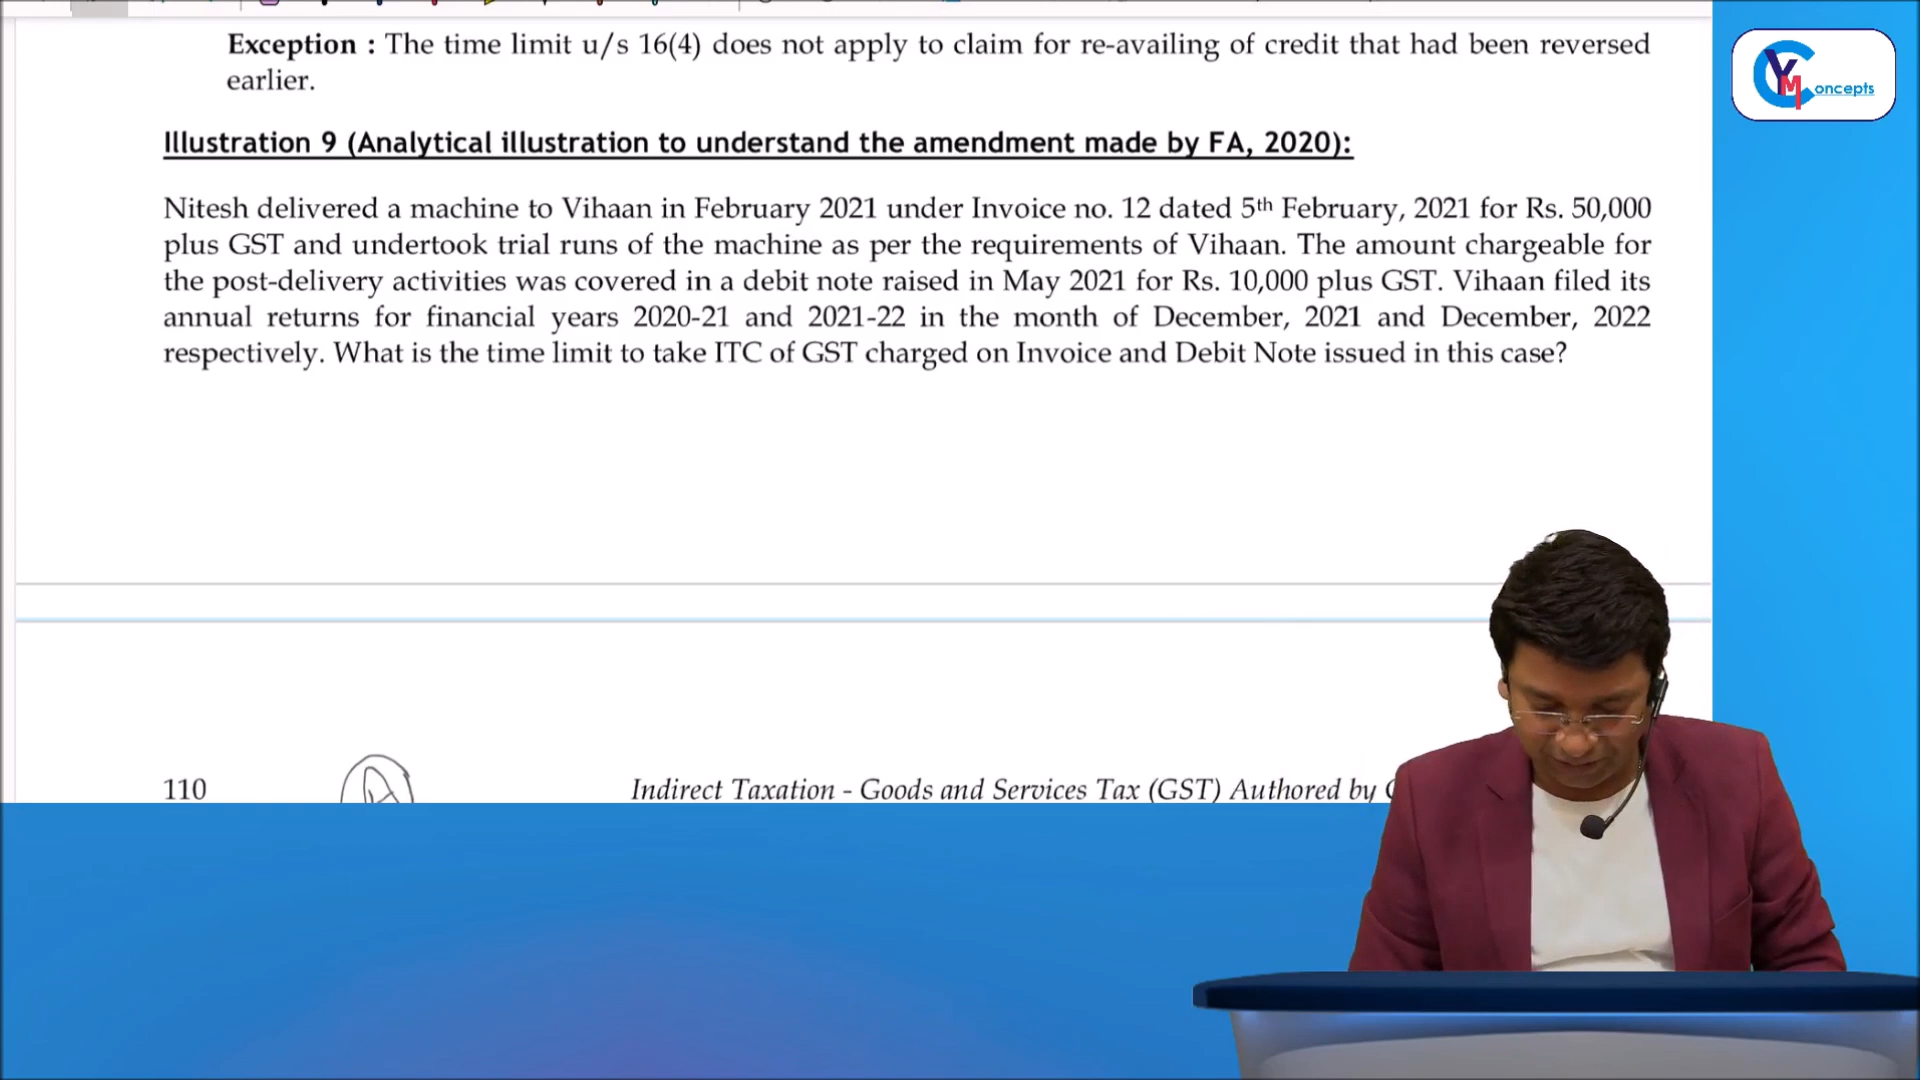 Exception : The time limit u/s 16(4) does not apply to claim for re-availing of credit that had been reversed
earlier.
Illustration 9 (Analytical illustration to understand the amendment made by FA, 2020):
Nitesh delivered a machine to Vihaan in February 2021 under Invoice no. 12 dated 5th February, 2021 for Rs. 50,000
plus GST and undertook trial runs of the machine as per the requirements of Vihaan. The amount chargeable for
the post-delivery activities was covered in a debit note raised in May 2021 for Rs. 10,000 plus GST. Vihaan filed its
annual returns for financial years 2020-21 and 2021-22 in the month of December, 2021 and December, 2022
respectively. What is the time limit to take ITC of GST charged on Invoice and Debit Note issued in this case?
110
Indirect Taxation - Goods and Services Tax (GST) Authored by
VM Concepts